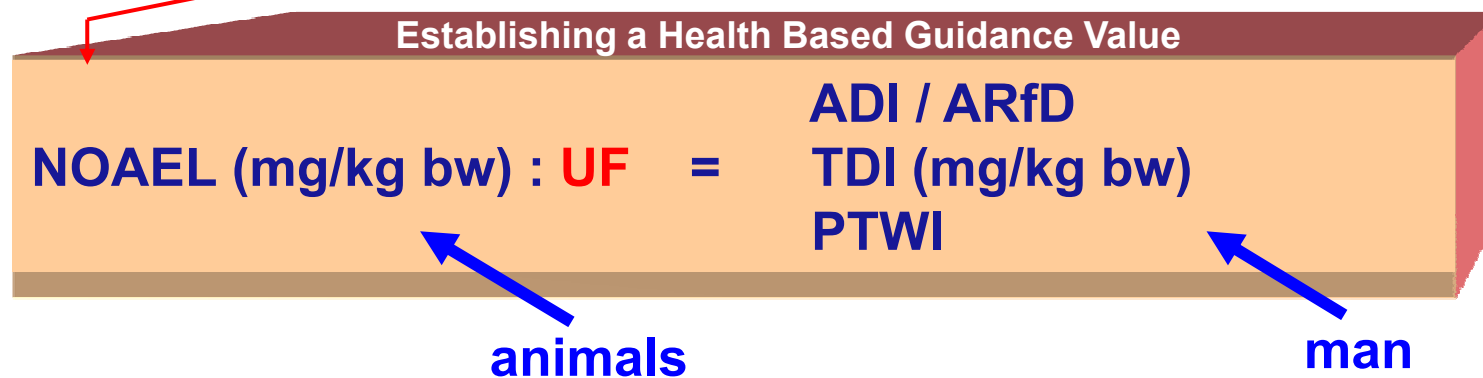 Establishing a Health Based Guidance Value
ADI / ARfD
NOAEL (mg/kg bw) : UF = TDI (mg/kg bw)
PTWI
animals
man